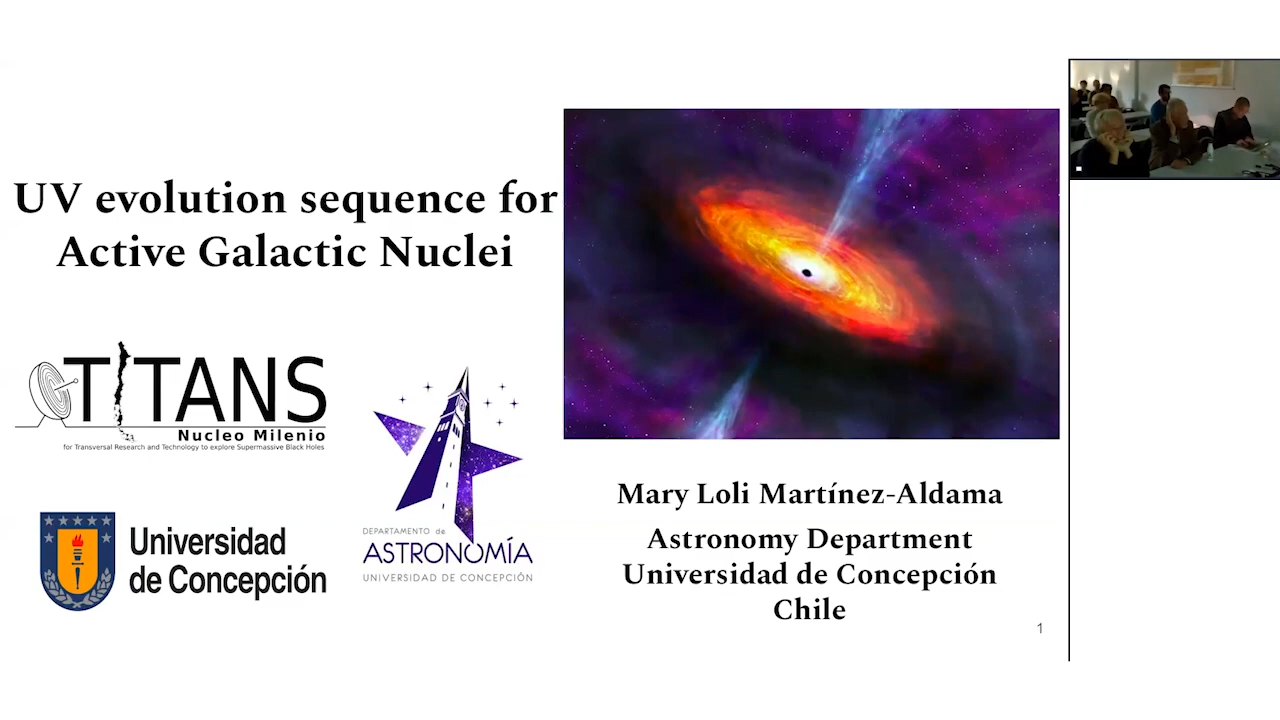 UV evolution sequence for
Active Galactic Nuclei
TITANS
Nucleo Milenio
for Transversal Research and Technology to explore Supermassive Black Holes
DEPARTAMENTO de
ASTRONOMÍA
UNIVERSIDAD DE CONCEPCIÓN
Universidad
de Concepción
Mary Loli Martínez-Aldama
Astronomy Department
Universidad de Concepción
Chile
1